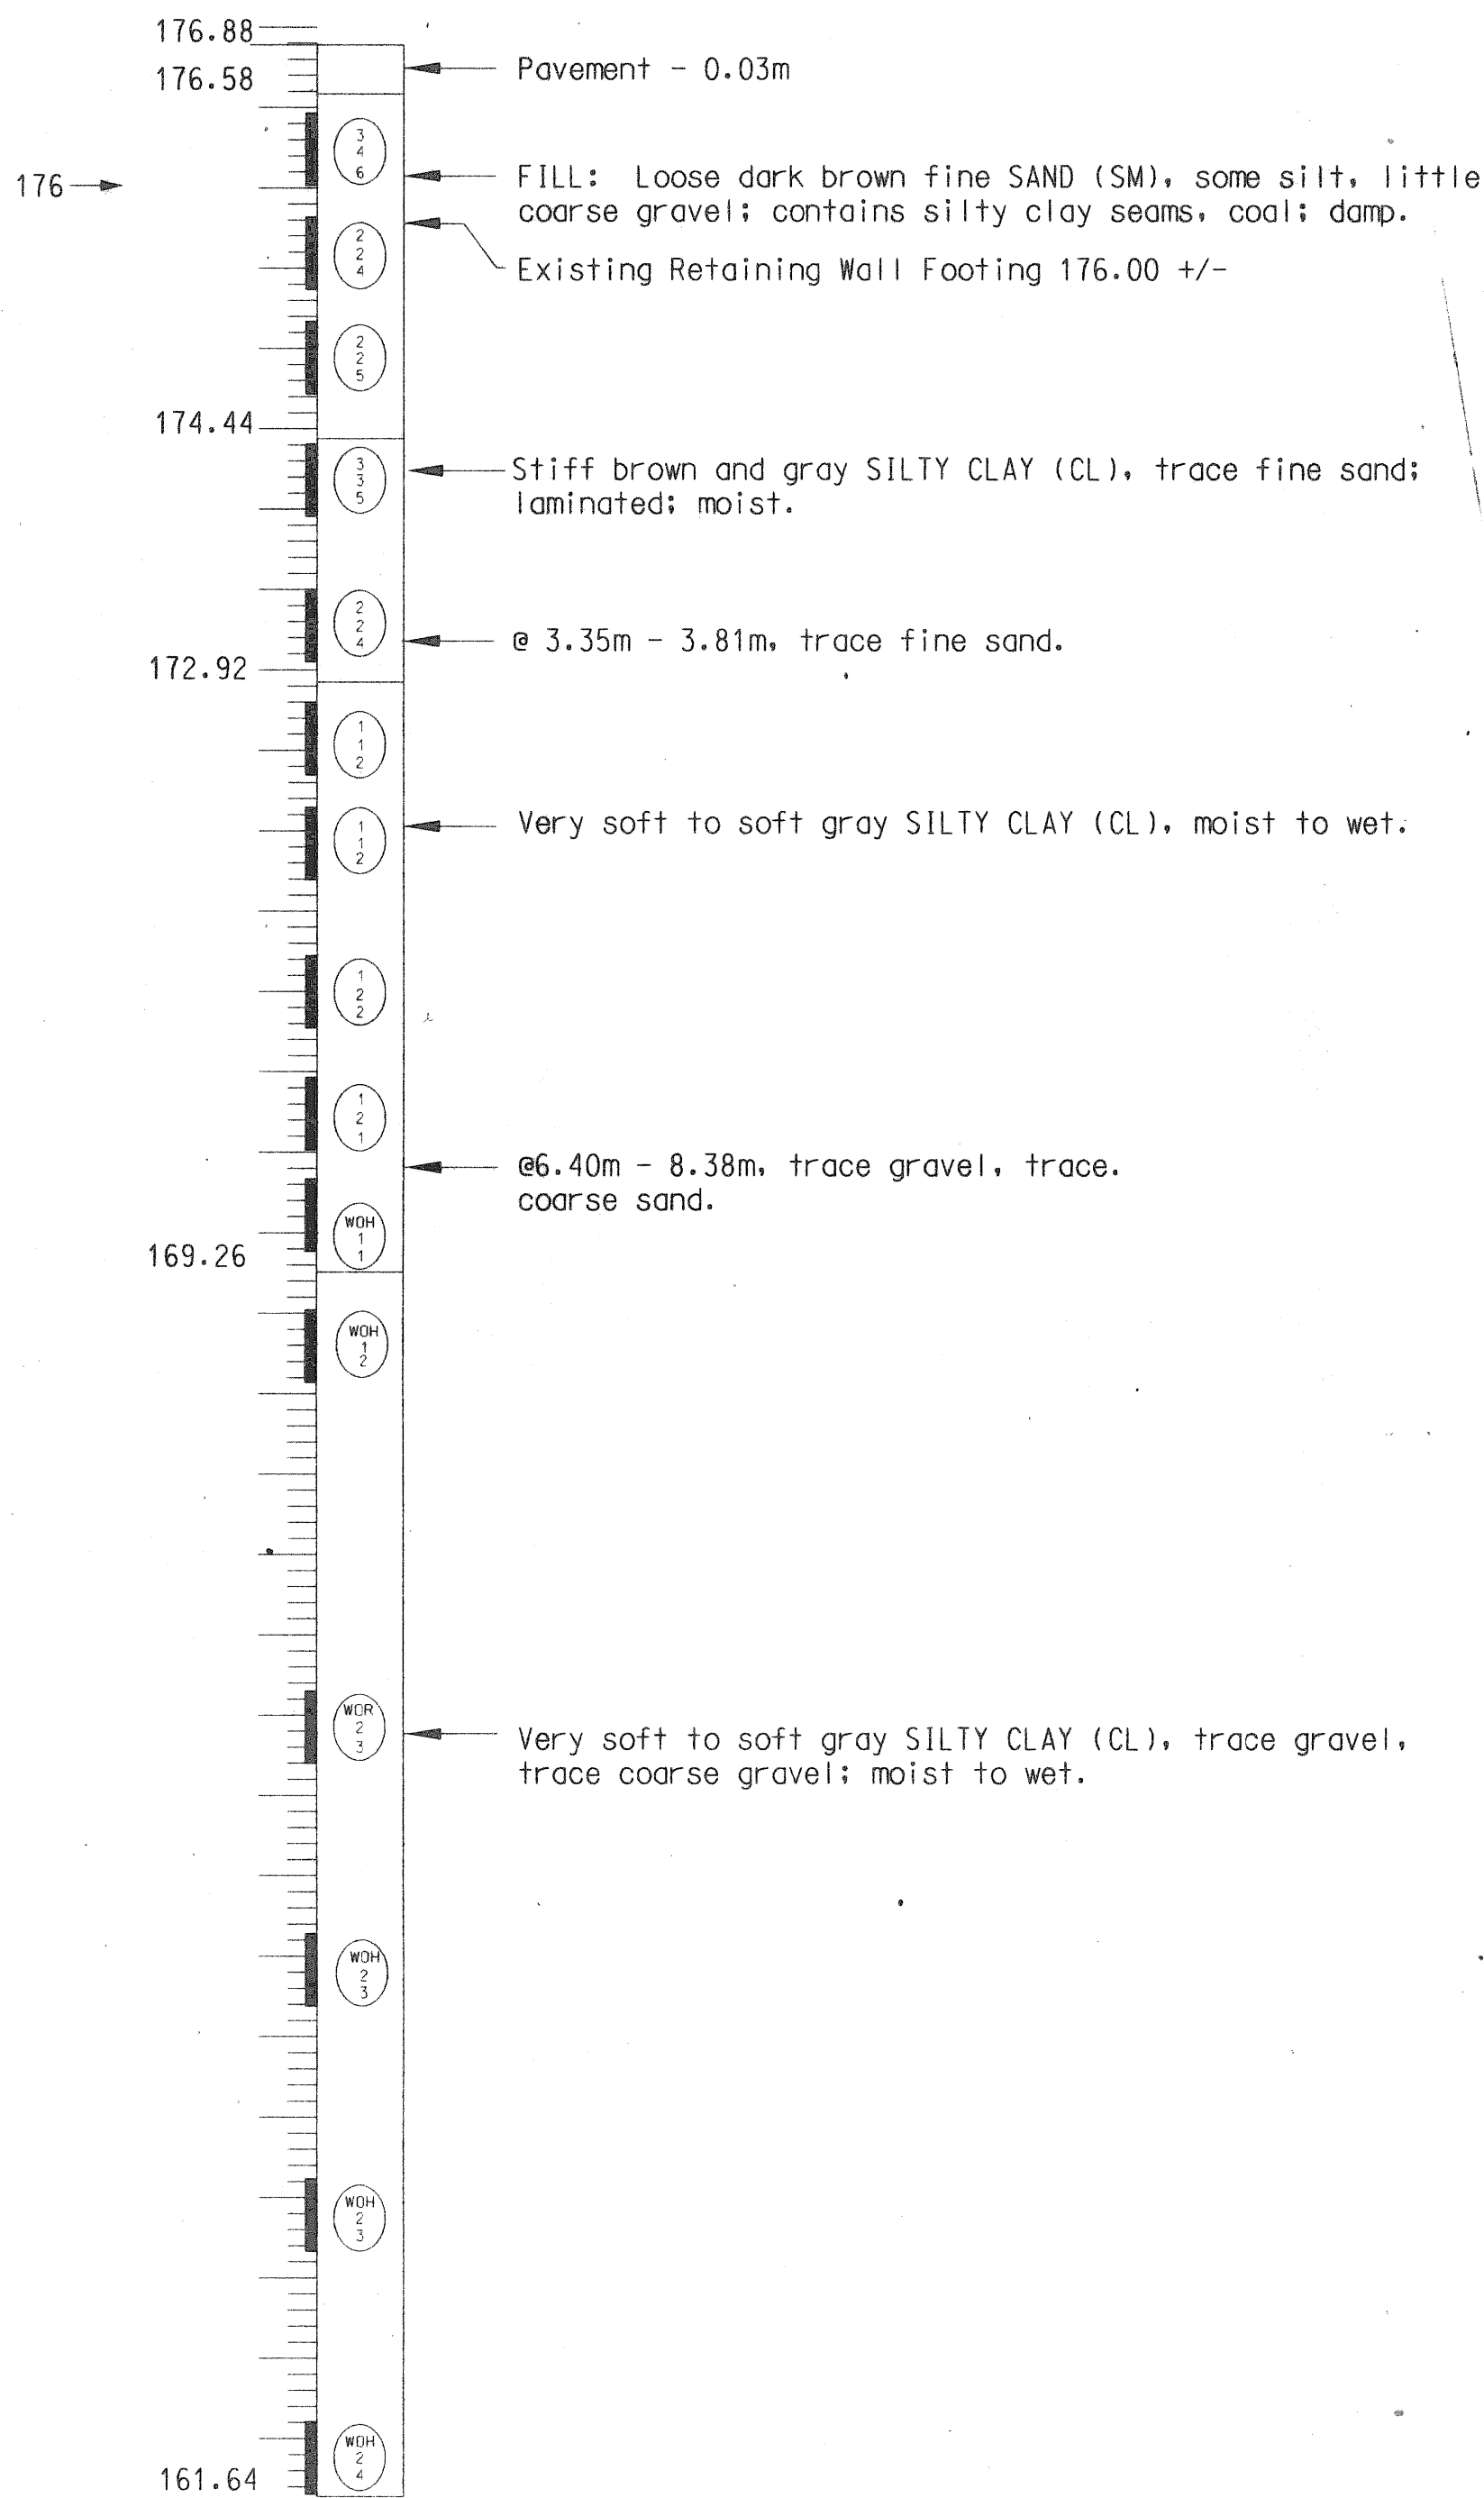 176.88
Pavement - 0.03m
176.58
3
4
6
176
FILL: Loose dark brown fine SAND (SM), some silt, little
coarse gravel; contains silty clay seams, coal; damp.
2
2
4
Existing Retaining Wall Footing 176.00 +/-
2
2
5
174.44
3
3
5
Stiff brown and gray SILTY CLAY (CL), trace fine sand;
laminated; moist.
2
2
4
@ 3.35m - 3.81m, trace fine sand.
172.92
1
1
2
1
1
2
Very soft to soft gray SILTY CLAY (CL), moist to wet.
1
2
2
1
2
1
@6.40m - 8.38m, trace gravel, trace.
coarse sand.
WOH
1
1
169.26
WOH
1
2
WOR
2
3
Very soft to soft gray SILTY CLAY (CL), trace gravel,
trace coarse gravel; moist to wet.
WOH
2
3
WOH
2
3
WOH
2
4
161.64